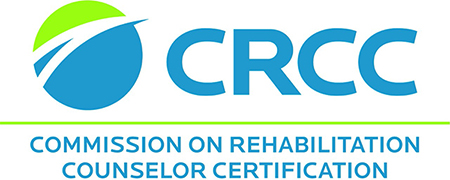 CRCC
COMMISSION ON REHABILITATION
COUNSELOR CERTIFICATION